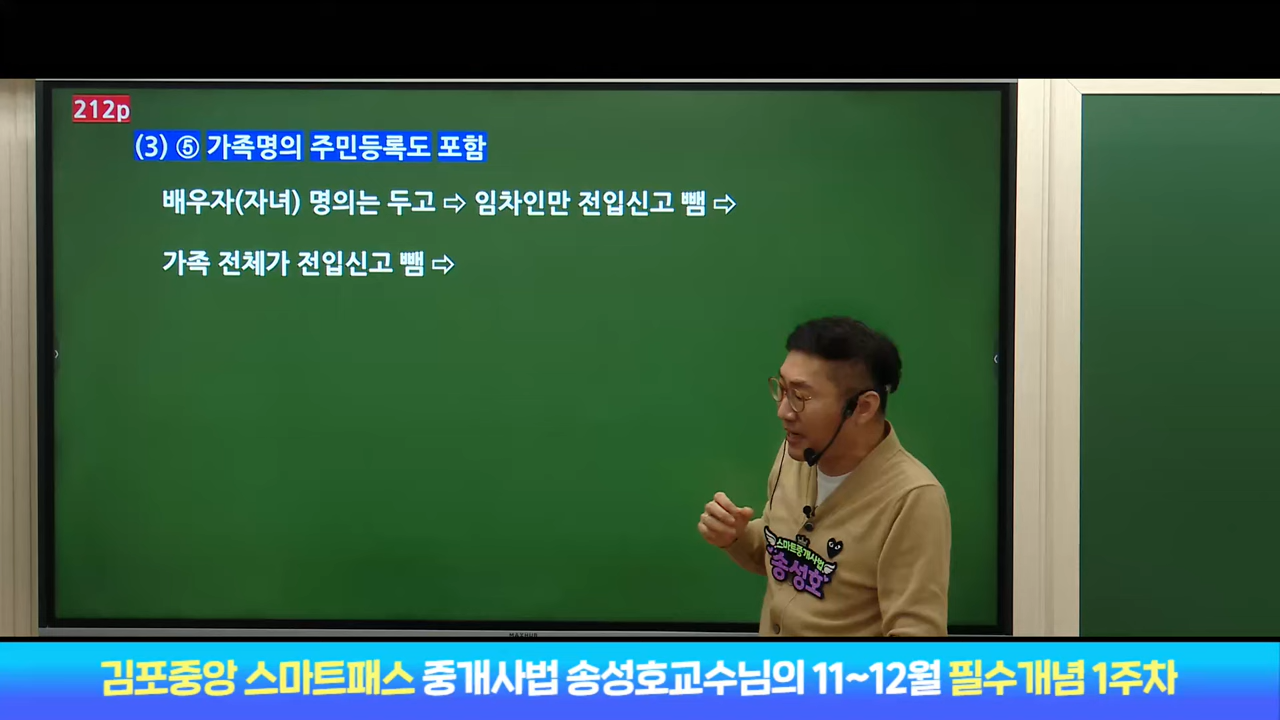 212p
(3) ⑤ 가족명의 주민등록도 포함
배우자(자녀) 명의는 두고 ⇨ 임차인만 전입신고 뺌 ⇨
가족 전체가 전입신고 뺌 ⇨
스마트중개사법
송성호
김포중앙 스마트패스 중개사법 송성호교수님의 11~12월 필수개념 1주차